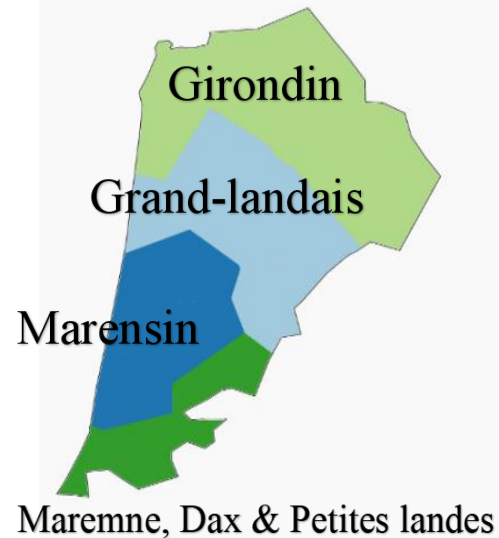 Girondin
Grand-landais
Marensin
Maremne, Dax & Petites landes